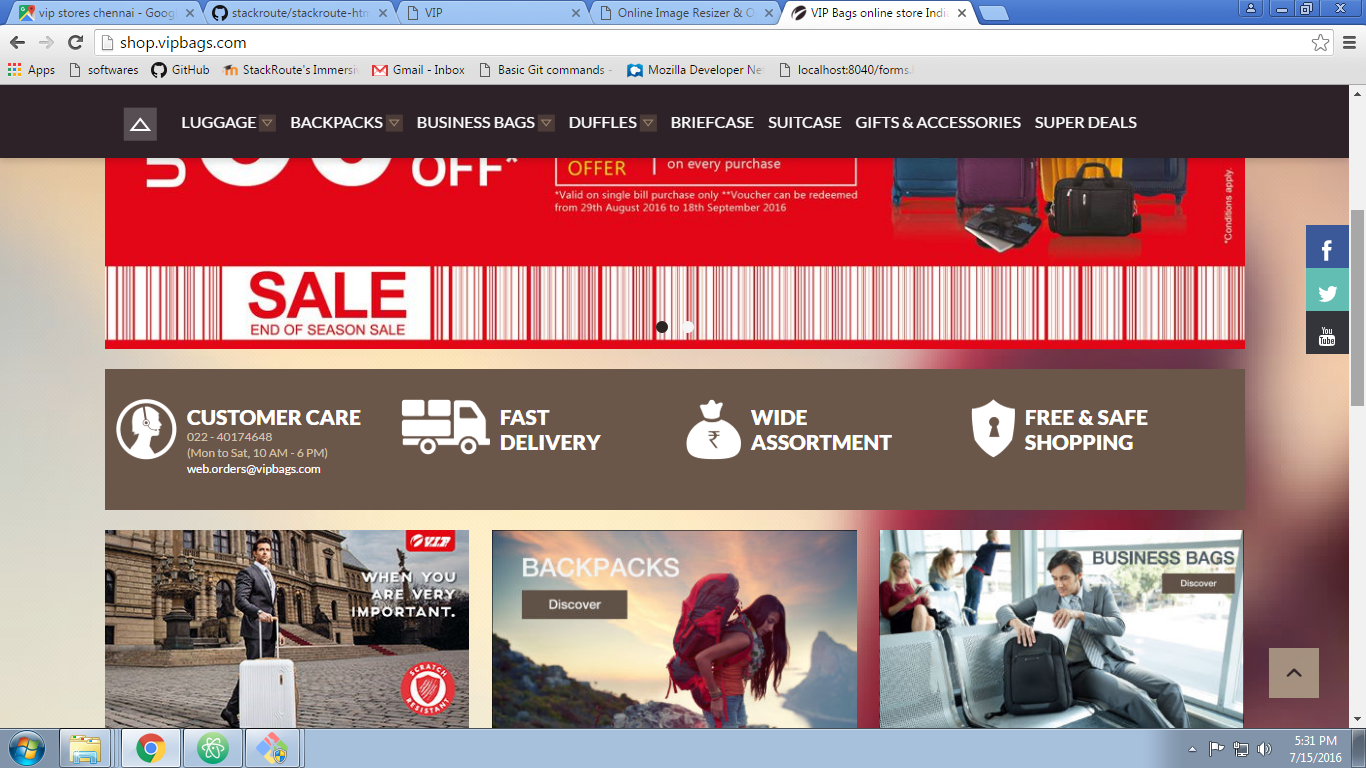 vip stores chennai - Goog
stackroute/stackroute-htm
VIP
Online Image Resizer & O
VIP Bags online store Indi
shop.vipbags.com
Apps
softwares
GitHub
StackRoute's Immersi
Gmail - Inbox
Basic Git commands -
Mozilla Developer Ne
localhost:8040/forms.
LUGGAGE BACKPACKS BUSINESS BAGS DUFFLES BRIEFCASE SUITCASE GIFTS & ACCESSORIES SUPER DEALS
OFF*
OFFER
on every purchase
*Valid on single bill purchase only **Voucher can be redeemed
from 29th August 2016 to 18th September 2016
*Conditions apply.
SALE
END OF SEASON SALE
You
Tube
CUSTOMER CARE
022 - 40174648
(Mon to Sat, 10 AM - 6 PM)
web.orders@vipbags.com
FAST
DELIVERY
₹
WIDE
ASSORTMENT
FREE & SAFE
SHOPPING
V.I.P
WHEN YOU
ARE VERY
IMPORTANT.
SCRATCH
RESISTANT
BACKPACKS
Discover
BUSINESS BAGS
Discover
5:31 PM
7/15/2016